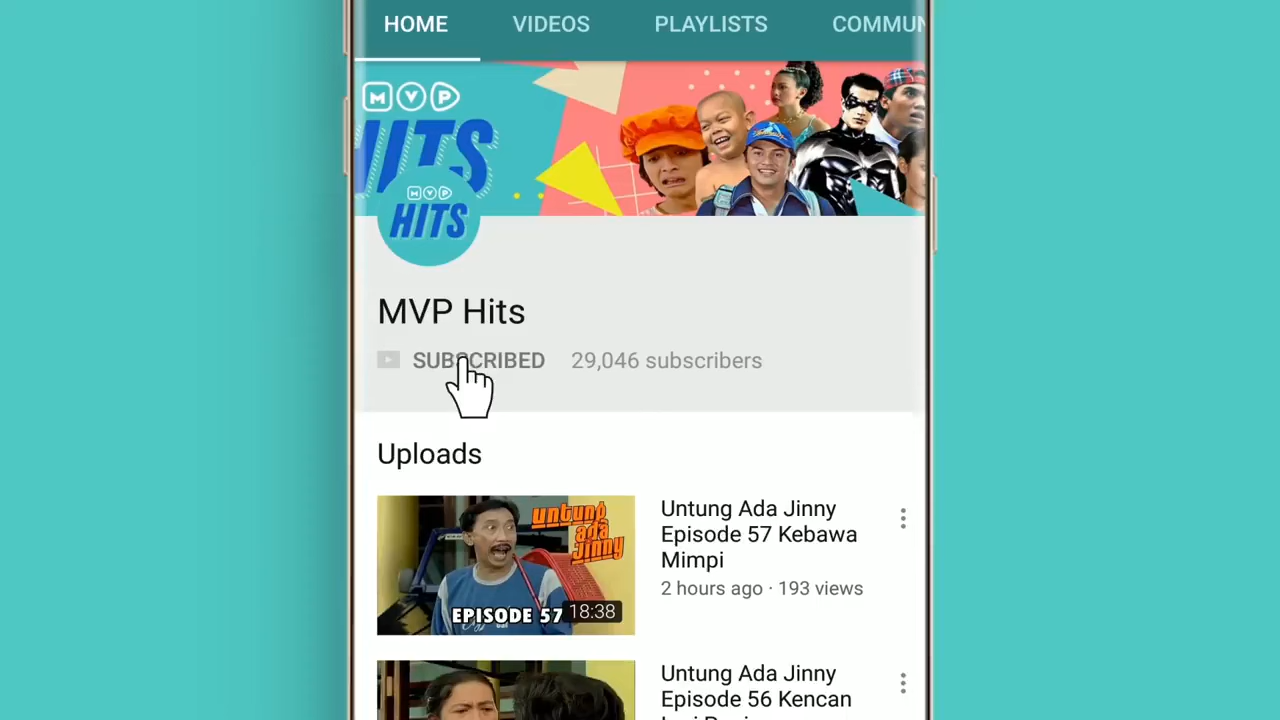 HOME VIDEOS PLAYLISTS COMMUN
MVP
HITS
MVP
HITS
MVP Hits
SUBSCRIBED 29,046 subscribers
Uploads
untung
ada
jinny
EPISODE 57
18:38
Untung Ada Jinny
Episode 57 Kebawa
Mimpi
2 hours ago · 193 views
Untung Ada Jinny
Episode 56 Kencan